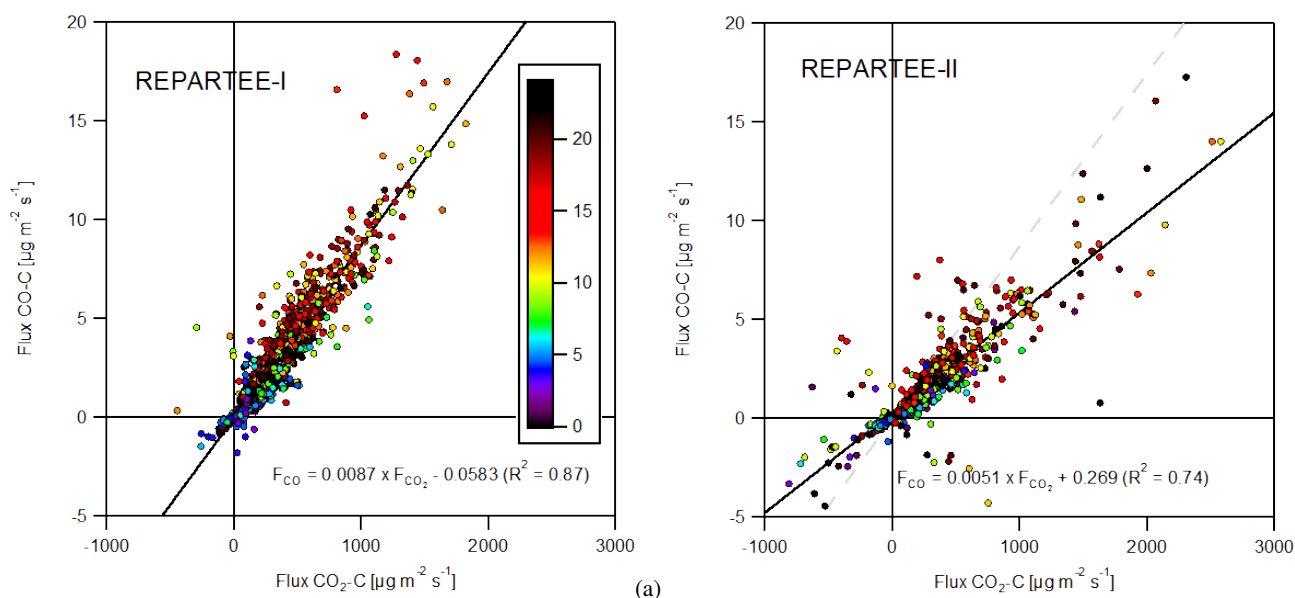 REPARTEE-I
20
15
10
5
0
-5
Flux CO-C [µg m⁻² s⁻¹]
20
15
10
5
0
F_CO = 0.0087 x F_CO₂ - 0.0583 (R² = 0.87)
-1000 0 1000 2000 3000
Flux CO₂-C [µg m⁻² s⁻¹]
(a)
REPARTEE-II
20
15
10
5
0
-5
Flux CO-C [µg m⁻² s⁻¹]
F_CO = 0.0051 x F_CO₂ + 0.269 (R² = 0.74)
-1000 0 1000 2000 3000
Flux CO₂-C [µg m⁻² s⁻¹]